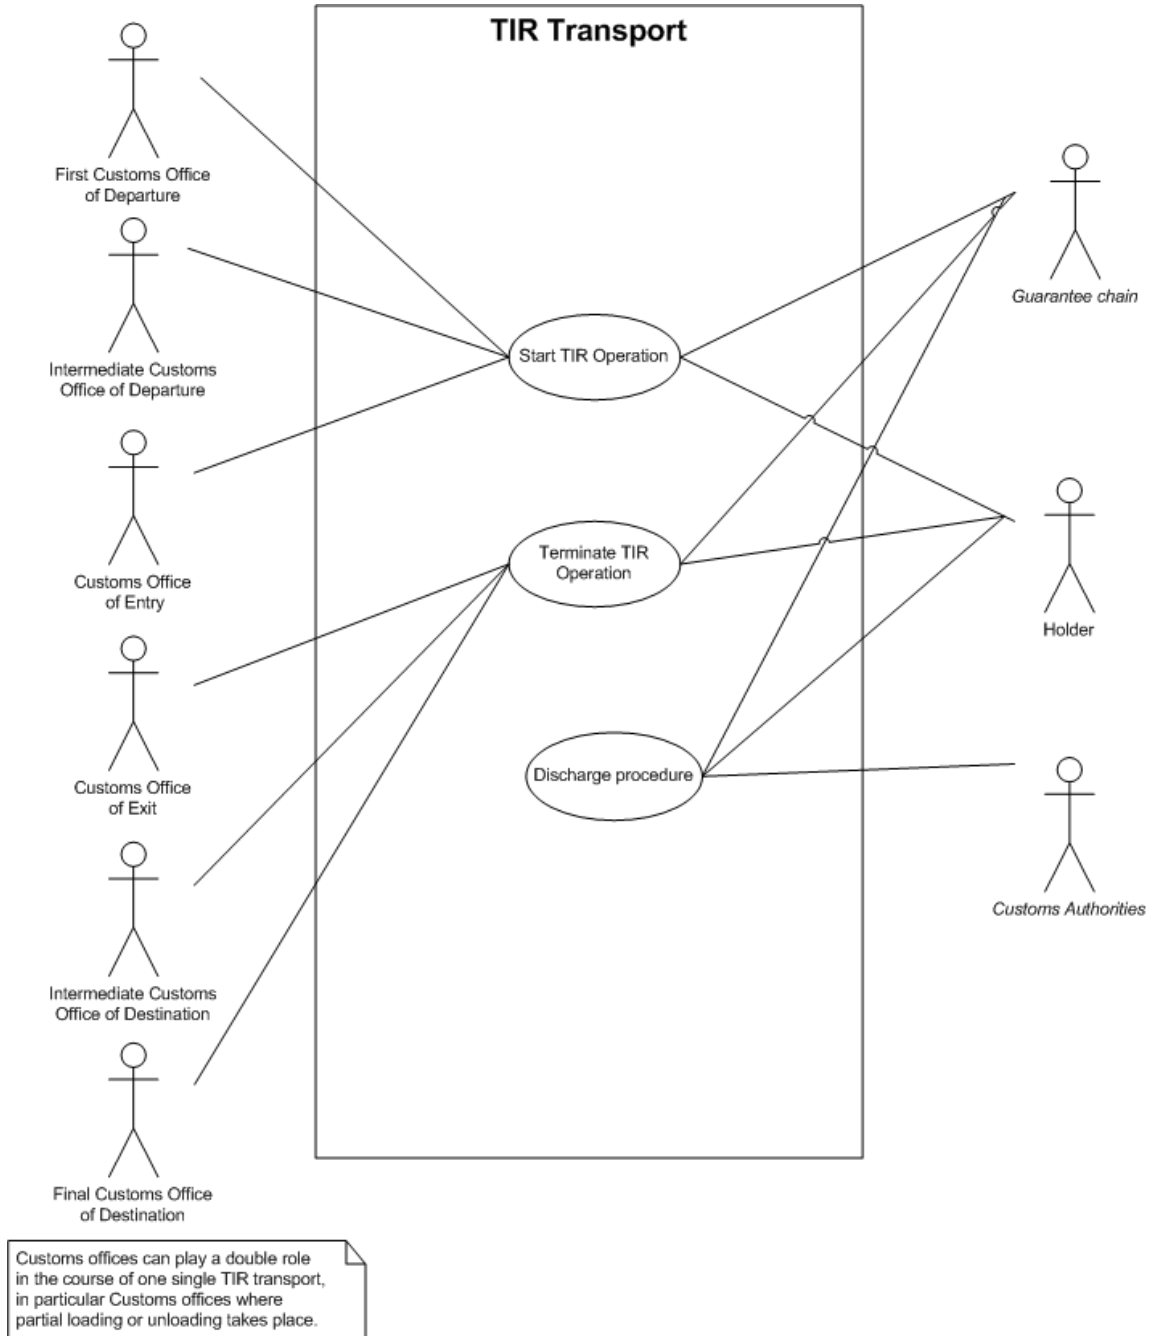 TIR Transport
First Customs Office
of Departure
Intermediate Customs
Office of Departure
Customs Office
of Entry
Customs Office
of Exit
Intermediate Customs
Office of Destination
Final Customs Office
of Destination
Start TIR Operation
Terminate TIR
Operation
Discharge procedure
Guarantee chain
Holder
Customs Authorities
Customs offices can play a double role
in the course of one single TIR transport,
in particular Customs offices where
partial loading or unloading takes place.